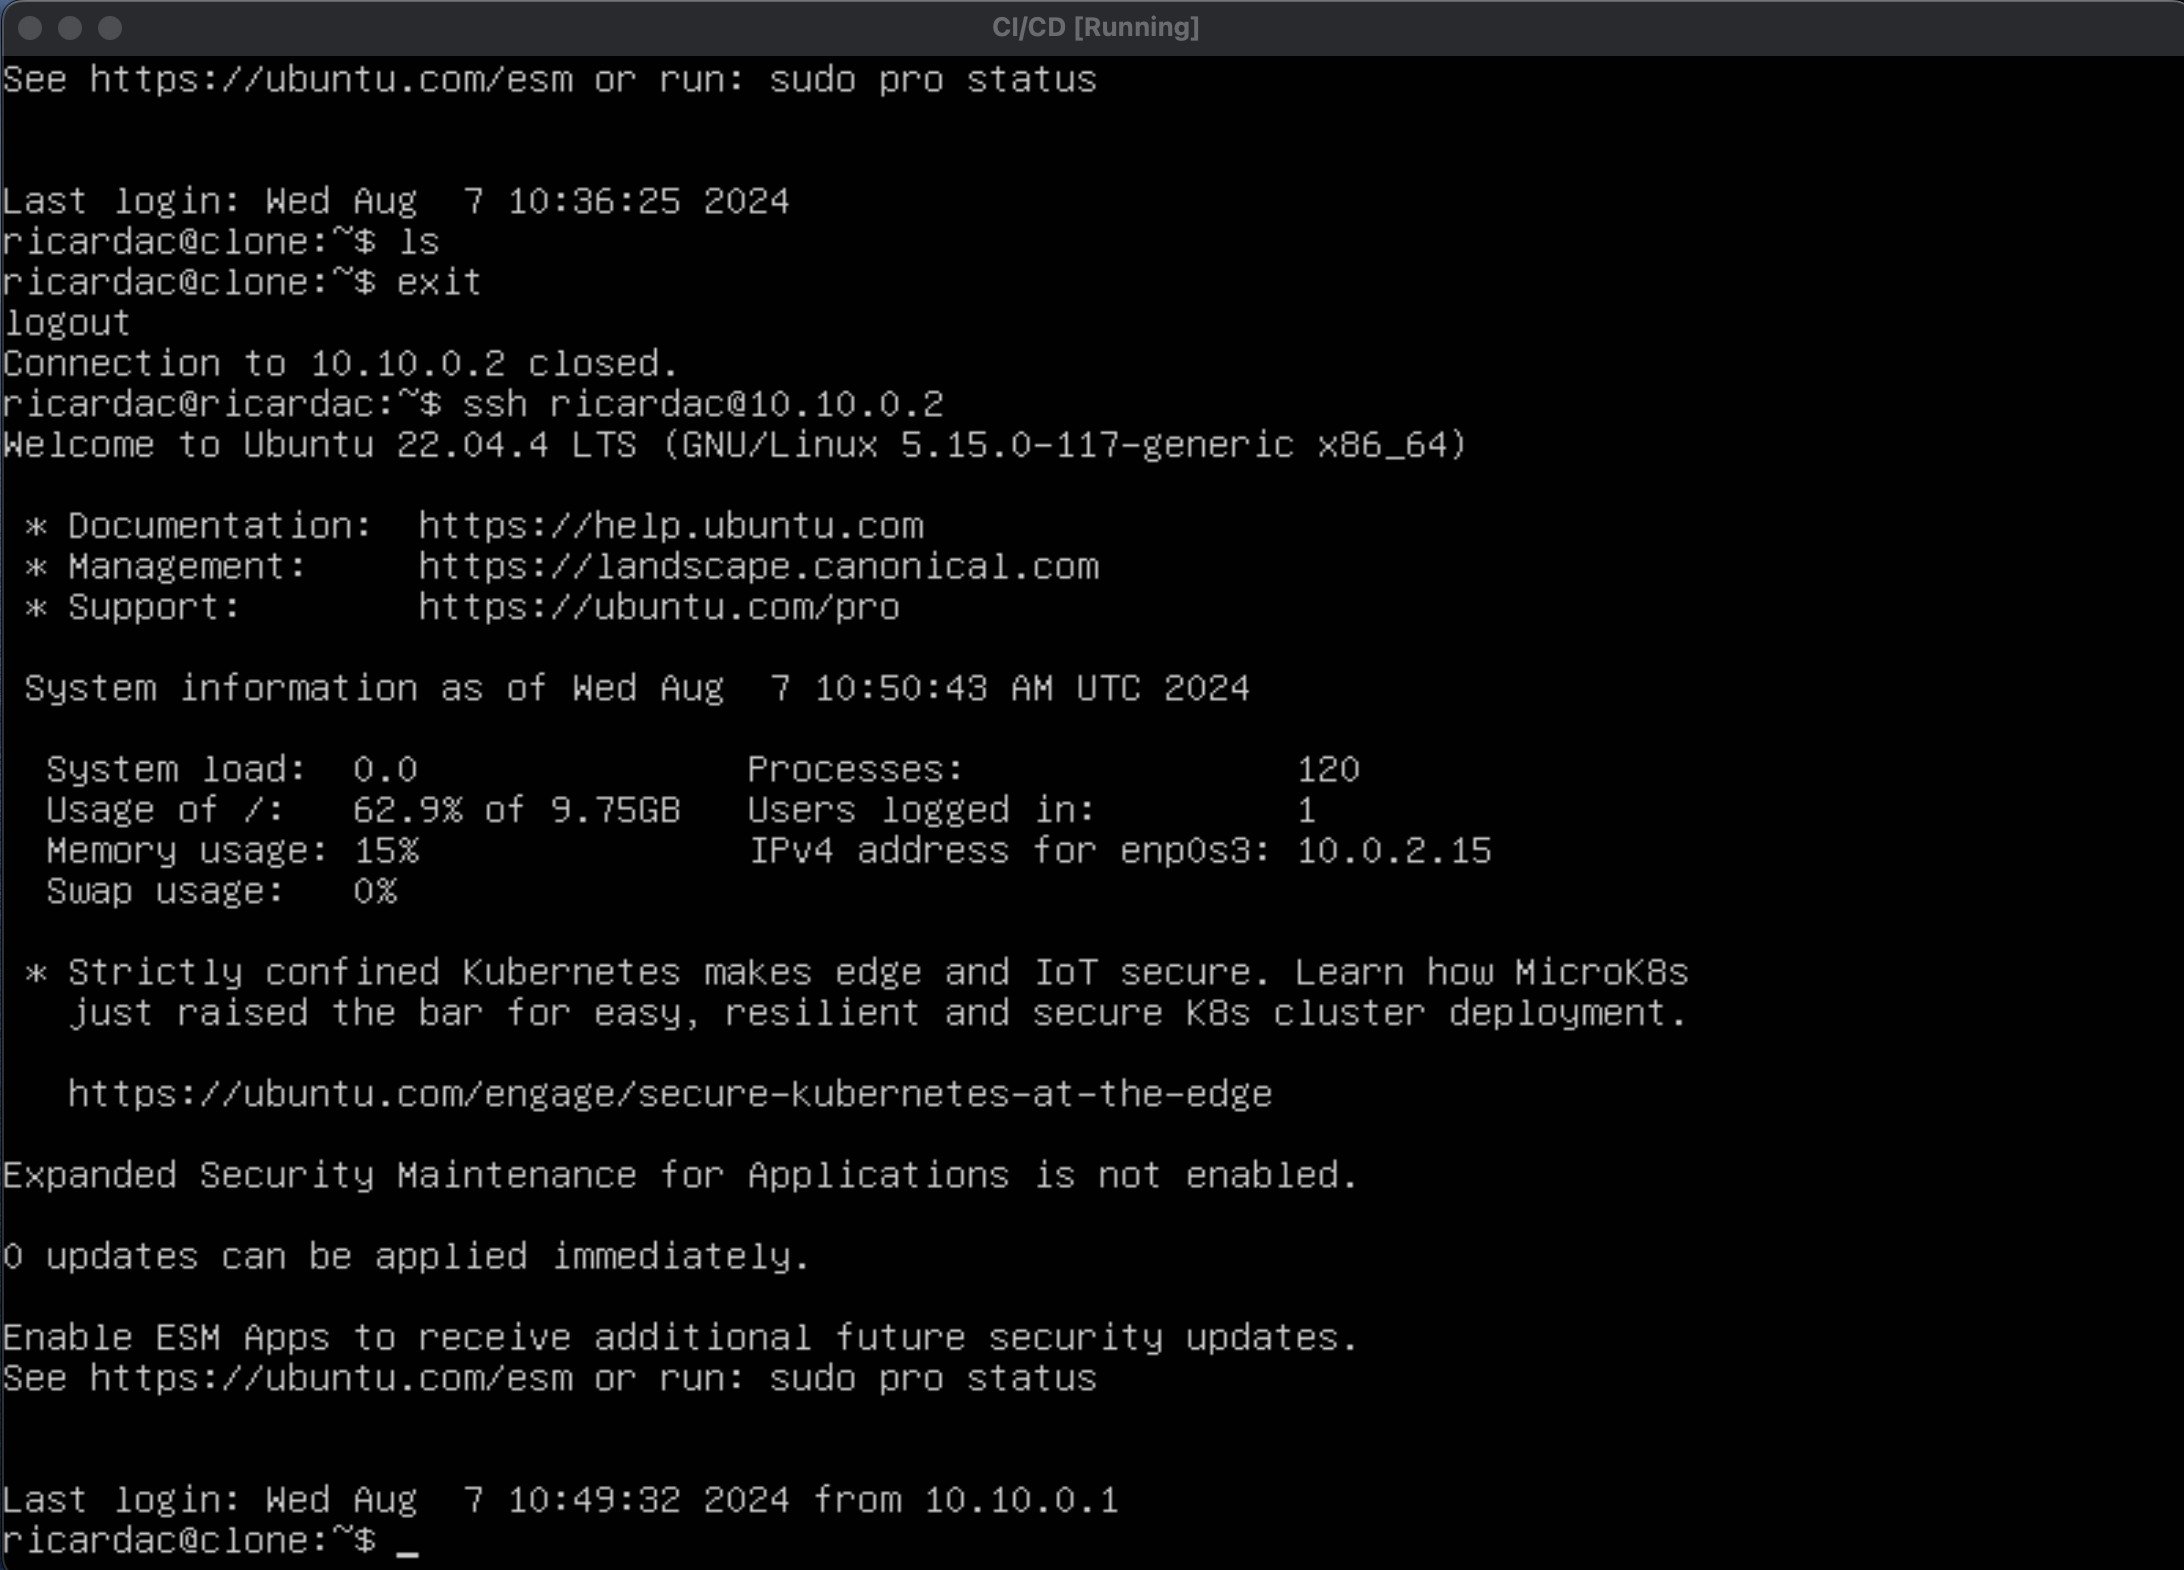 CI/CD [Running]
See https://ubuntu.com/esm or run: sudo pro status
Last login: Wed Aug  7 10:36:25 2024
ricardac@clone:~$ ls
ricardac@clone:~$ exit
logout
Connection to 10.10.0.2 closed.
ricardac@ricardac:~$ ssh ricardac@10.10.0.2
Welcome to Ubuntu 22.04.4 LTS (GNU/Linux 5.15.0-117-generic x86_64)
 * Documentation:  https://help.ubuntu.com
 * Management:     https://landscape.canonical.com
 * Support:        https://ubuntu.com/pro
 System information as of Wed Aug  7 10:50:43 AM UTC 2024
  System load:  0.0               Processes:               120
  Usage of /:   62.9% of 9.75GB   Users logged in:         1
  Memory usage: 15%               IPv4 address for enp0s3: 10.0.2.15
  Swap usage:   0%
 * Strictly confined Kubernetes makes edge and IoT secure. Learn how MicroK8s
   just raised the bar for easy, resilient and secure K8s cluster deployment.
   https://ubuntu.com/engage/secure-kubernetes-at-the-edge
Expanded Security Maintenance for Applications is not enabled.
0 updates can be applied immediately.
Enable ESM Apps to receive additional future security updates.
See https://ubuntu.com/esm or run: sudo pro status
Last login: Wed Aug  7 10:49:32 2024 from 10.10.0.1
ricardac@clone:~$ _